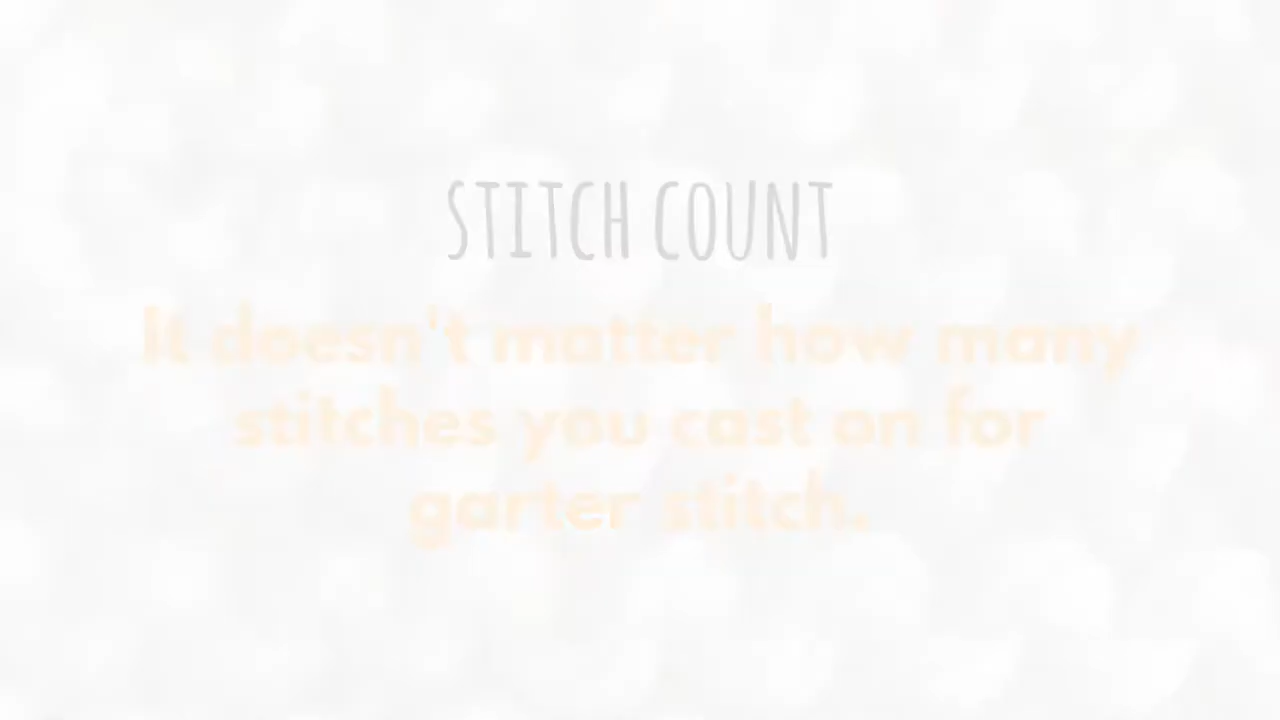 STITCH COUNT
It doesn't matter how many
stitches you cast on for
garter stitch.